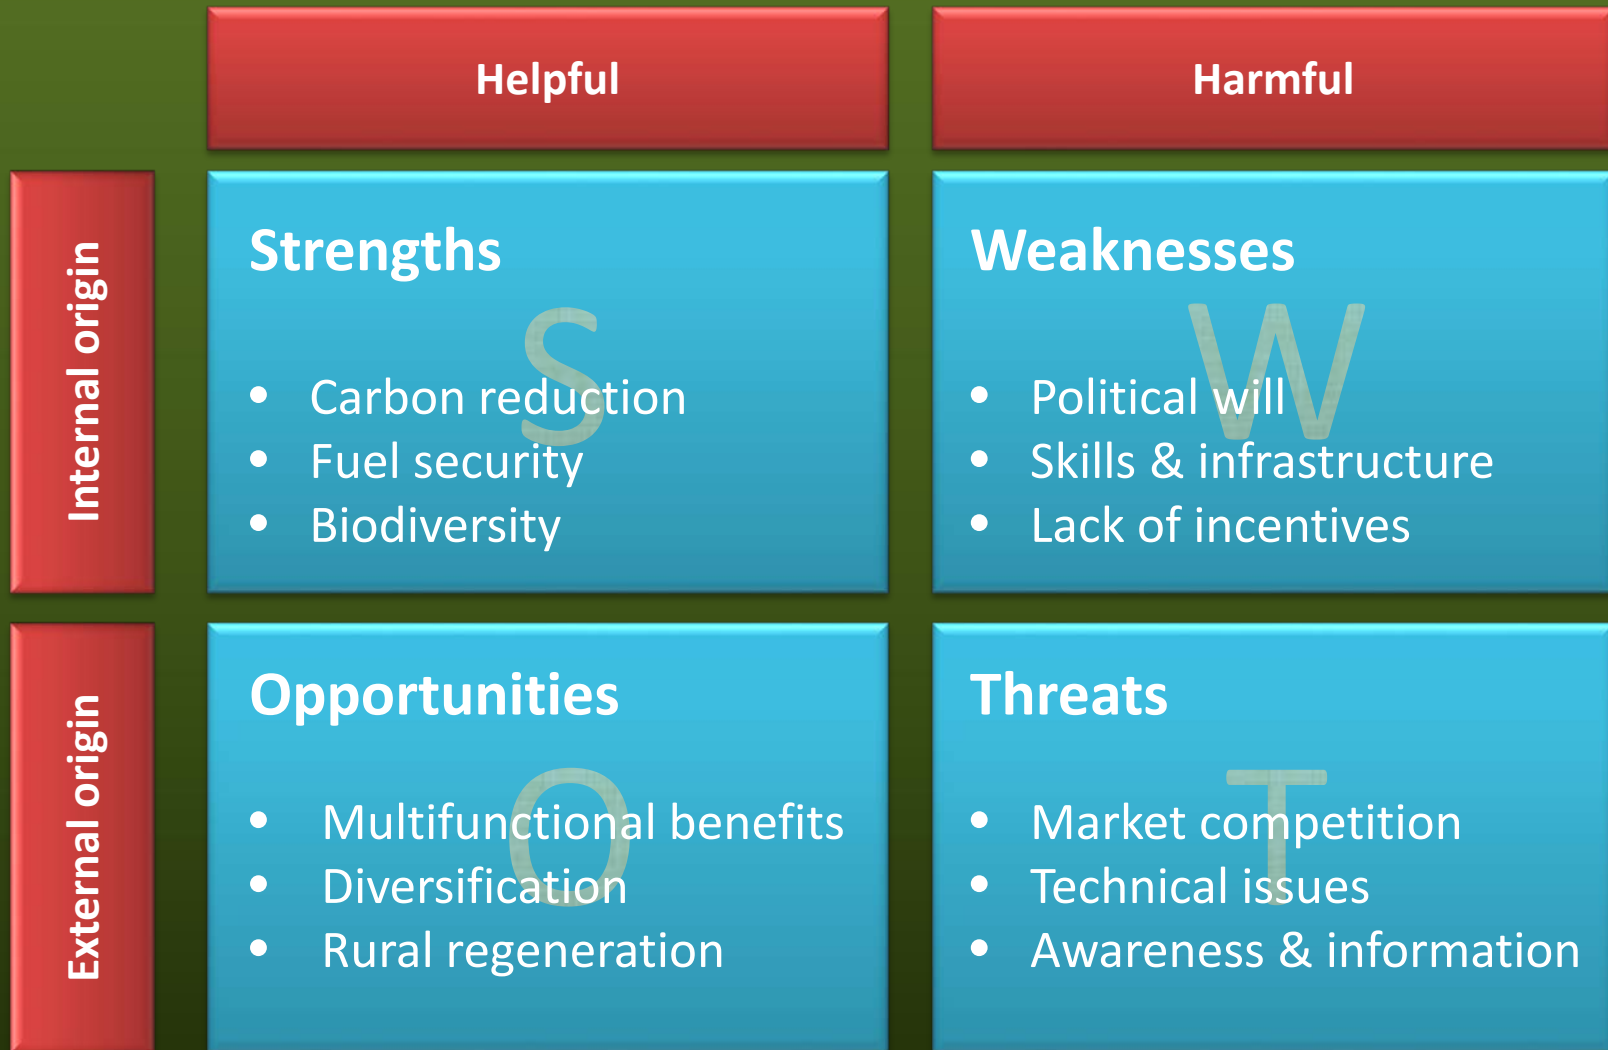 Helpful
Harmful
Internal origin
Strengths
S
• Carbon reduction
• Fuel security
• Biodiversity
Weaknesses
W
• Political will
• Skills & infrastructure
• Lack of incentives
External origin
Opportunities
O
• Multifunctional benefits
• Diversification
• Rural regeneration
Threats
T
• Market competition
• Technical issues
• Awareness & information